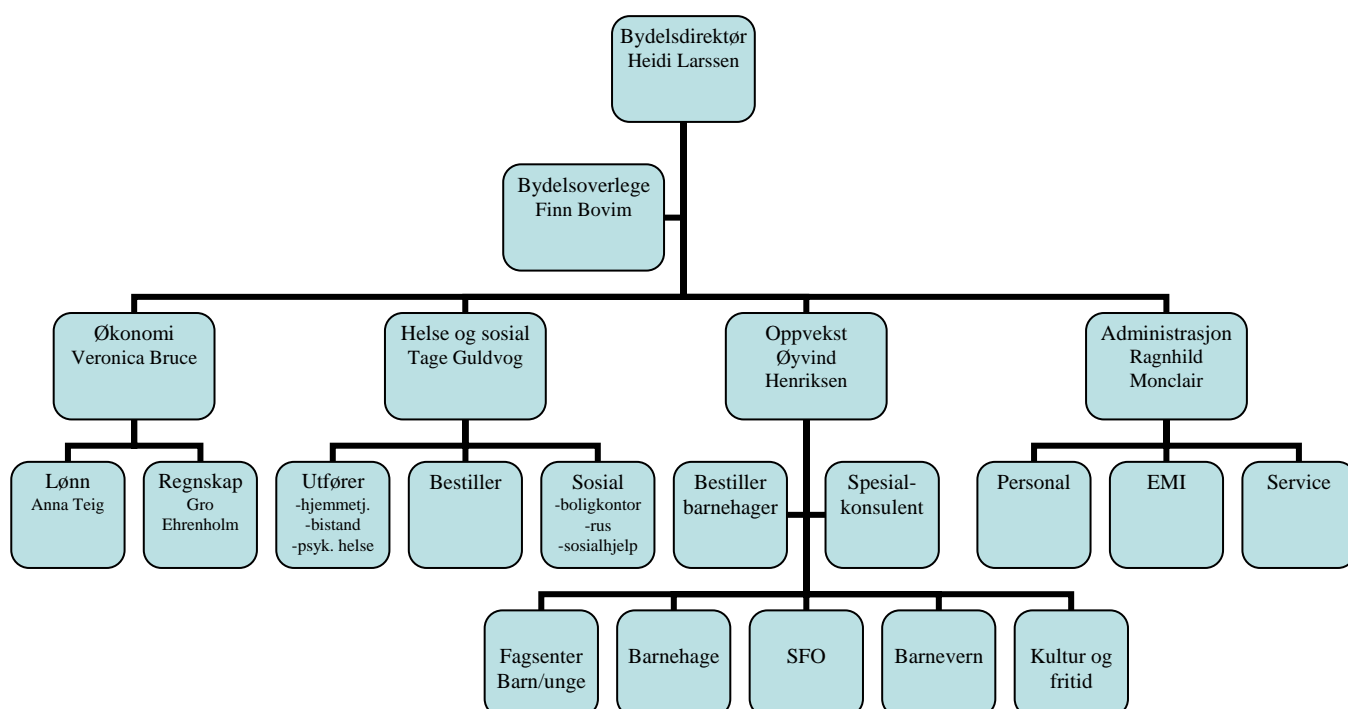 Bydelsdirektør
Heidi Larssen
Bydelsoverlege
Finn Bovim
Økonomi
Veronica Bruce
Helse og sosial
Tage Guldvog
Oppvekst
Øyvind
Henriksen
Administrasjon
Ragnhild
Monclair
Lønn
Anna Teig
Regnskap
Gro
Ehrenholm
Utfører
-hjemmetj.
-bistand
-psyk. helse
Bestiller
Sosial
-boligkontor
-rus
-sosialhjelp
Bestiller
barnehager
Spesial-
konsulent
Personal
EMI
Service
Fagsenter
Barn/unge
Barnehage
SFO
Barnevern
Kultur og
fritid